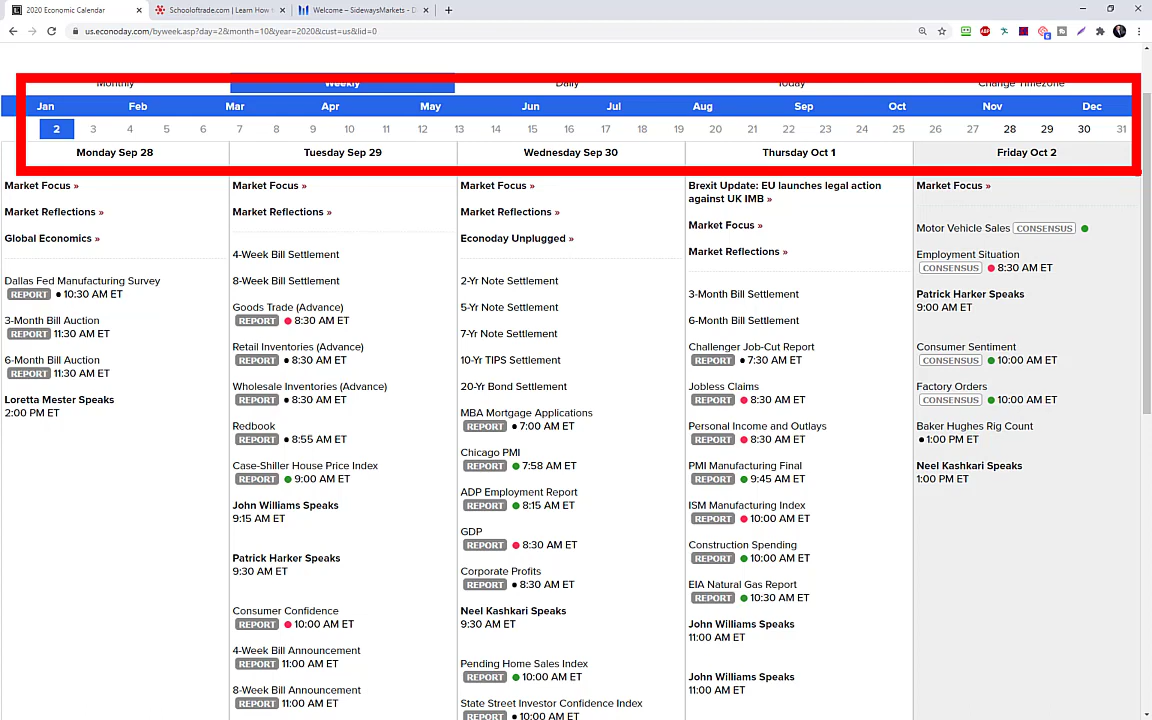 2020 Economic Calendar
Schooloftrade.com | Learn How
Welcome – SidewaysMarkets - D
us.econoday.com/byweek.asp?day=2&month=10&year=2020&cust=us&lid=0
ABP
6
Monthly Weekly Daily Today Change Timezone
Jan Feb Mar Apr May Jun Jul Aug Sep Oct Nov Dec
2 3 4 5 6 7 8 9 10 11 12 13 14 15 16 17 18 19 20 21 22 23 24 25 26 27 28 29 30 31
Monday Sep 28
Market Focus »
Market Reflections »
Global Economics »
Dallas Fed Manufacturing Survey
REPORT 10:30 AM ET
3-Month Bill Auction
REPORT 11:30 AM ET
6-Month Bill Auction
REPORT 11:30 AM ET
Loretta Mester Speaks
2:00 PM ET
Tuesday Sep 29
Market Focus »
Market Reflections »
4-Week Bill Settlement
8-Week Bill Settlement
Goods Trade (Advance)
REPORT 8:30 AM ET
Retail Inventories (Advance)
REPORT 8:30 AM ET
Wholesale Inventories (Advance)
REPORT 8:30 AM ET
Redbook
REPORT 8:55 AM ET
Case-Shiller House Price Index
REPORT 9:00 AM ET
John Williams Speaks
9:15 AM ET
Patrick Harker Speaks
9:30 AM ET
Consumer Confidence
REPORT 10:00 AM ET
4-Week Bill Announcement
REPORT 11:00 AM ET
8-Week Bill Announcement
REPORT 11:00 AM ET
Wednesday Sep 30
Market Focus »
Market Reflections »
Econoday Unplugged »
2-Yr Note Settlement
5-Yr Note Settlement
7-Yr Note Settlement
10-Yr TIPS Settlement
20-Yr Bond Settlement
MBA Mortgage Applications
REPORT 7:00 AM ET
Chicago PMI
REPORT 7:58 AM ET
ADP Employment Report
REPORT 8:15 AM ET
GDP
REPORT 8:30 AM ET
Corporate Profits
REPORT 8:30 AM ET
Neel Kashkari Speaks
9:30 AM ET
Pending Home Sales Index
REPORT 10:00 AM ET
State Street Investor Confidence Index
REPORT 10:00 AM ET
Thursday Oct 1
Brexit Update: EU launches legal action
against UK IMB »
Market Focus »
Market Reflections »
3-Month Bill Settlement
6-Month Bill Settlement
Challenger Job-Cut Report
REPORT 7:30 AM ET
Jobless Claims
REPORT 8:30 AM ET
Personal Income and Outlays
REPORT 8:30 AM ET
PMI Manufacturing Final
REPORT 9:45 AM ET
ISM Manufacturing Index
REPORT 10:00 AM ET
Construction Spending
REPORT 10:00 AM ET
EIA Natural Gas Report
REPORT 10:30 AM ET
John Williams Speaks
11:00 AM ET
John Williams Speaks
11:00 AM ET
Friday Oct 2
Market Focus »
Motor Vehicle Sales CONSENSUS
Employment Situation
CONSENSUS 8:30 AM ET
Patrick Harker Speaks
9:00 AM ET
Consumer Sentiment
CONSENSUS 10:00 AM ET
Factory Orders
CONSENSUS 10:00 AM ET
Baker Hughes Rig Count
1:00 PM ET
Neel Kashkari Speaks
1:00 PM ET